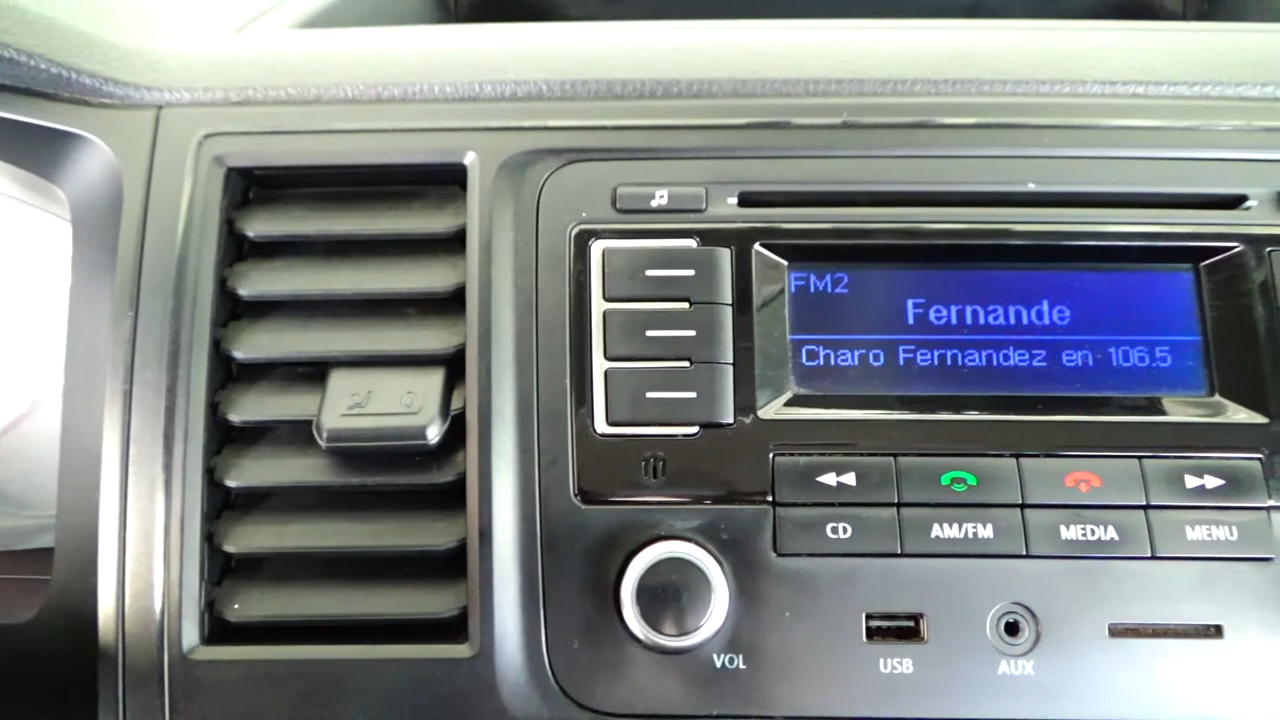 FM2
Fernande
Charo Fernandez en 106.5
CD
AM/FM
MEDIA
MENU
VOL
USB
AUX